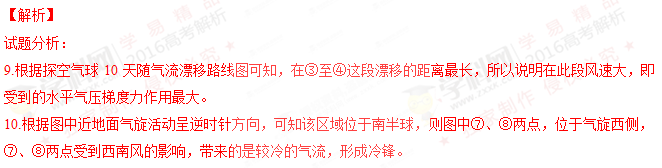 【解析】
试题分析：
9.根据探空气球 10 天随气流漂移路线图可知，在③至④这段漂移的距离最长，所以说明在此段风速大，即
受到的水平气压梯度力作用最大。
10.根据图中近地面气旋活动呈逆时针方向，可知该区域位于南半球，则图中⑦、⑧两点，位于气旋西侧，
⑦、⑧两点受到西南风的影响，带来的是较冷的气流，形成冷锋。